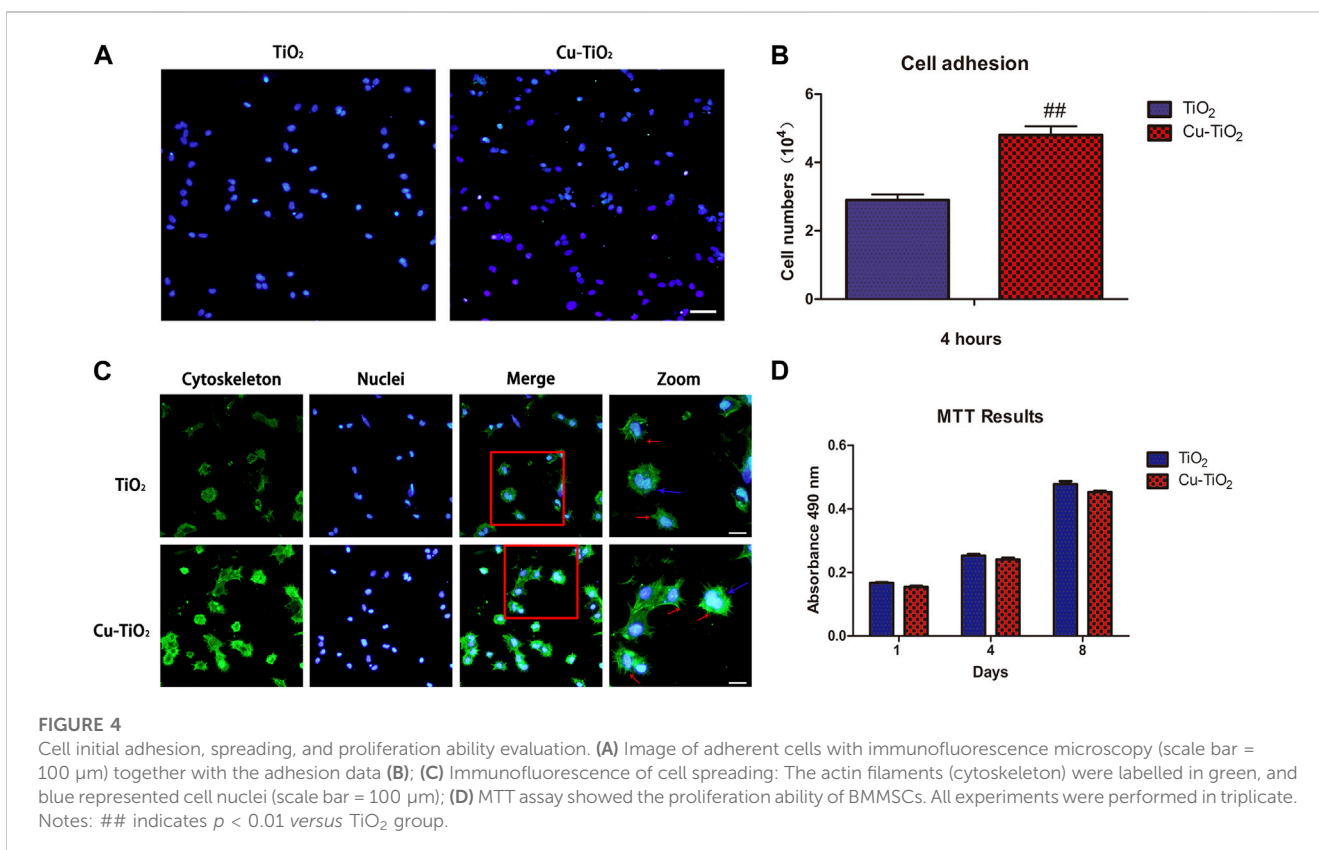 A
TiO₂
Cu-TiO₂
B
Cell adhesion
Cell numbers（10⁴）
6
4
2
0
##
4 hours
TiO₂
Cu-TiO₂
C
Cytoskeleton
Nuclei
Merge
Zoom
TiO₂
Cu-TiO₂
D
MTT Results
Absorbance 490 nm
0.6
0.4
0.2
0.0
1
4
8
Days
TiO₂
Cu-TiO₂
FIGURE 4
Cell initial adhesion, spreading, and proliferation ability evaluation. (A) Image of adherent cells with immunofluorescence microscopy (scale bar =
100 µm) together with the adhesion data (B); (C) Immunofluorescence of cell spreading: The actin filaments (cytoskeleton) were labelled in green, and
blue represented cell nuclei (scale bar = 100 µm); (D) MTT assay showed the proliferation ability of BMMSCs. All experiments were performed in triplicate.
Notes: ## indicates p < 0.01 versus TiO₂ group.